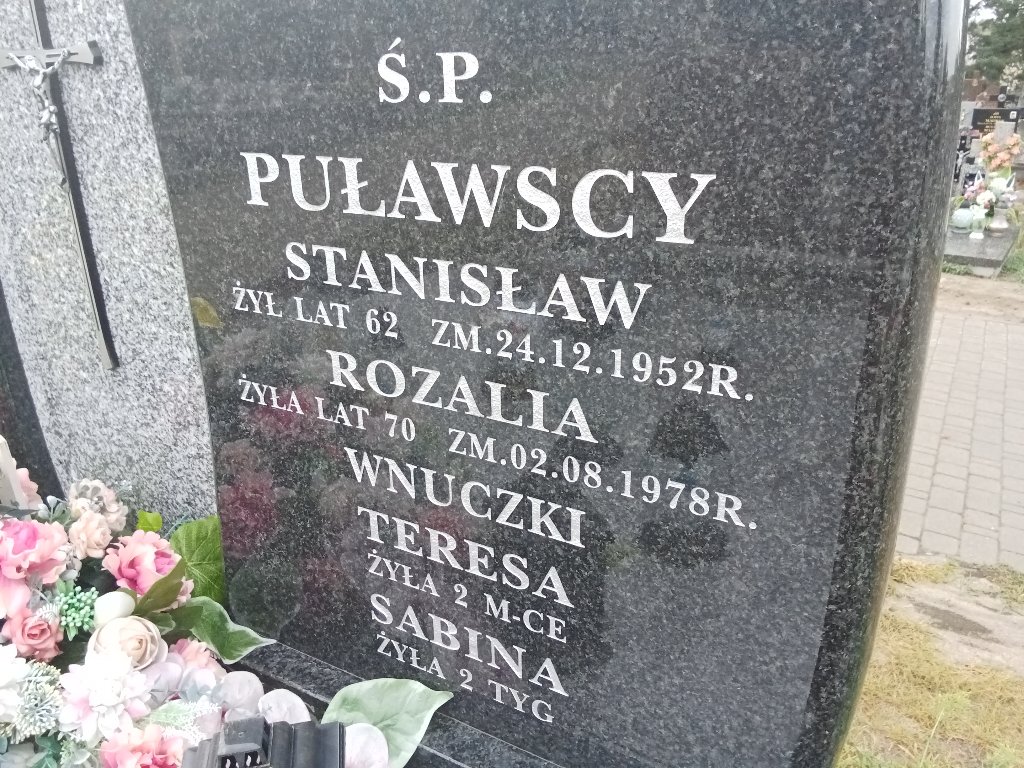 Ś.P.
PUŁAWSCY
STANISŁAW
ŻYŁ LAT 62 ZM.24.12.1952R.
ROZALIA
ŻYŁA LAT 70 ZM.02.08.1978R.
WNUCZKI
TERESA
ŻYŁA 2 M-CE
SABINA
ŻYŁA 2 TYG